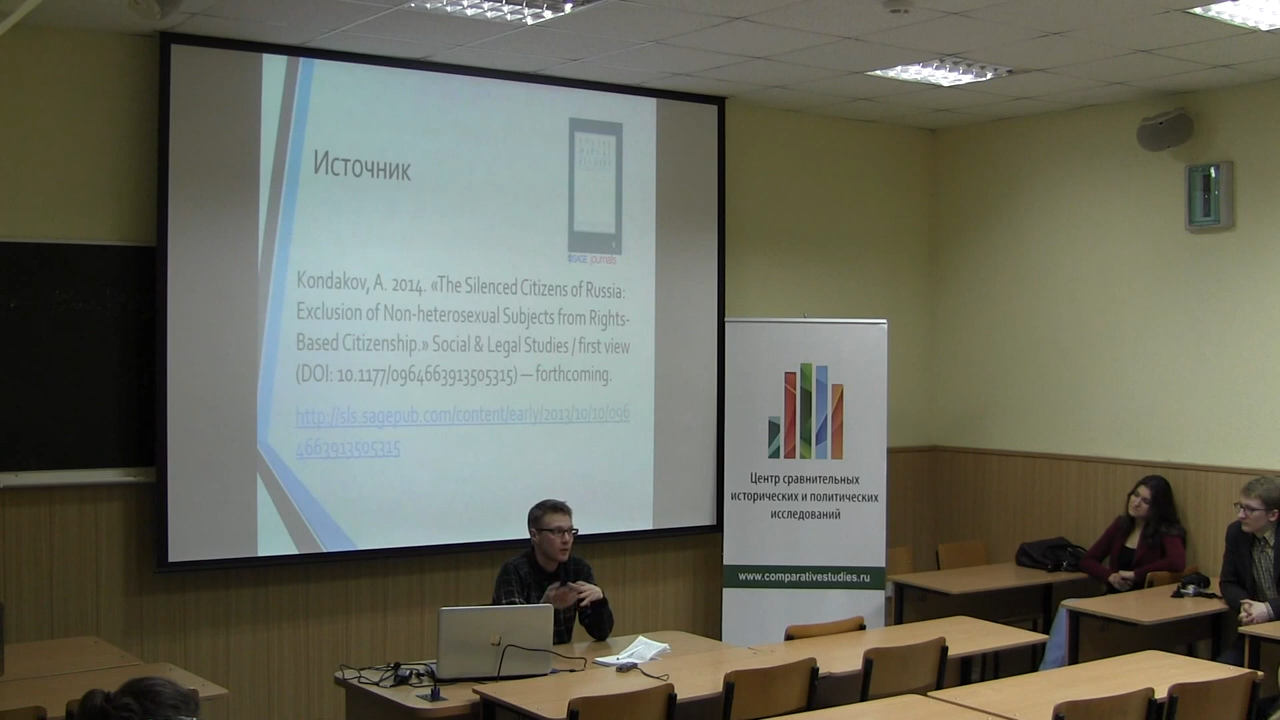 Источник
SAGE journals
Kondakov, A. 2014. «The Silenced Citizens of Russia:
Exclusion of Non-heterosexual Subjects from Rights-
Based Citizenship.» Social & Legal Studies / first view
(DOI: 10.1177/0964663913505315) — forthcoming.
http://sls.sagepub.com/content/early/2013/10/10/096
4663913505315
Центр сравнительных
исторических и политических
исследований
www.comparativestudies.ru